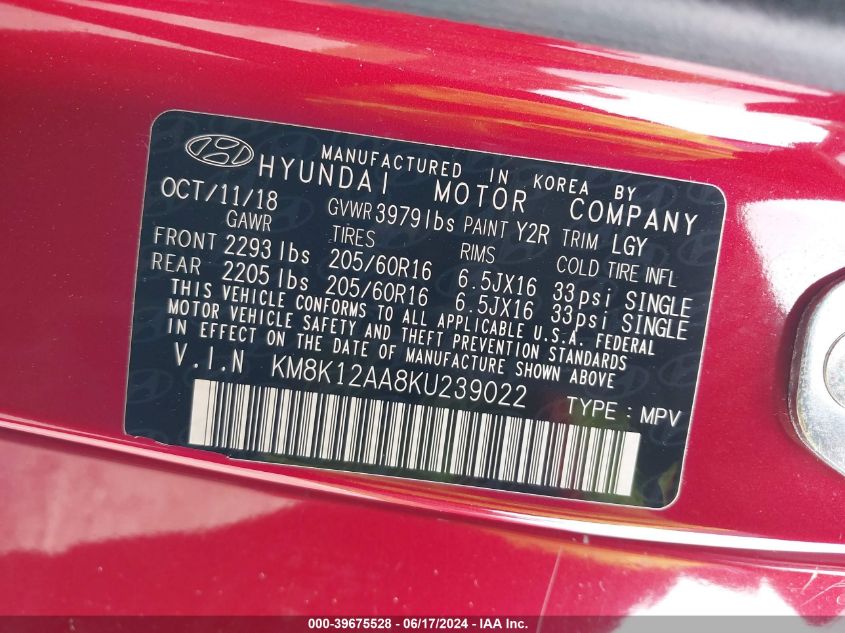 MANUFACTURED IN KOREA BY
HYUNDAI MOTOR COMPANY
OCT/11/18 GVWR 3979lbs PAINT Y2R TRIM LGY
GAWR TIRES RIMS COLD TIRE INFL
FRONT 2293lbs 205/60R16 6.5JX16 33psi SINGLE
REAR 2205lbs 205/60R16 6.5JX16 33psi SINGLE
THIS VEHICLE CONFORMS TO ALL APPLICABLE U.S.A. FEDERAL
MOTOR VEHICLE SAFETY AND THEFT PREVENTION STANDARDS
IN EFFECT ON THE DATE OF MANUFACTURE SHOWN ABOVE
V.I.N KM8K12AA8KU239022 TYPE : MPV
000-39675528 - 06/17/2024 - IAA Inc.